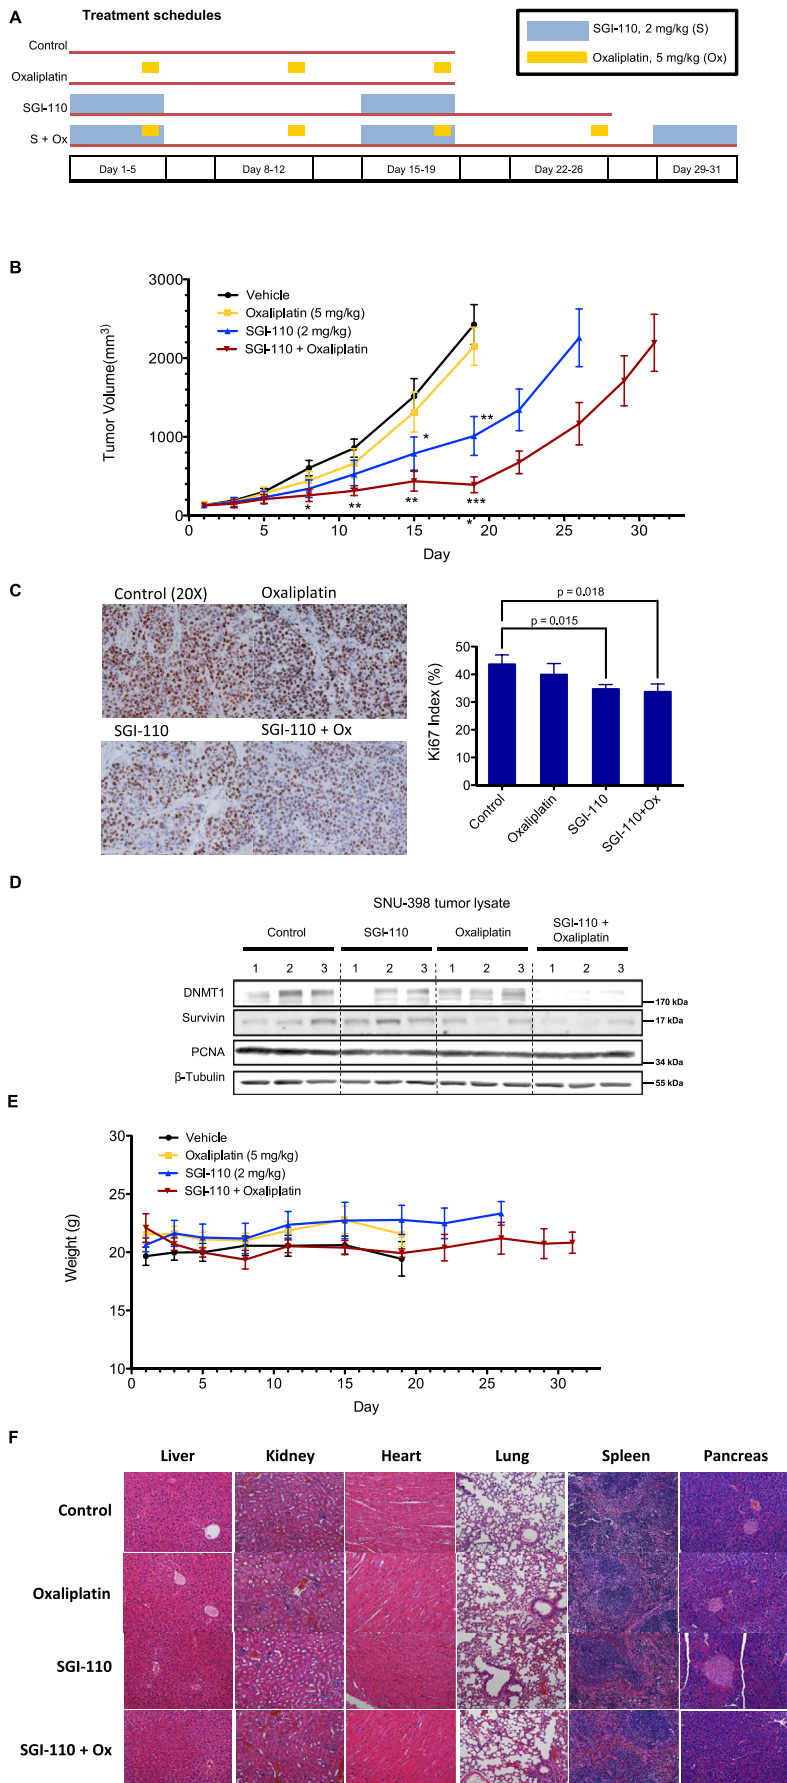 A
Treatment schedules
SGI-110, 2 mg/kg (S)
Oxaliplatin, 5 mg/kg (Ox)
Control
Oxaliplatin
SGI-110
S + Ox
Day 1-5 Day 8-12 Day 15-19 Day 22-26 Day 29-31
B
3000
2000
1000
0
Tumor Volume(mm³)
Vehicle
Oxaliplatin (5 mg/kg)
SGI-110 (2 mg/kg)
SGI-110 + Oxaliplatin
* ** ** *** * * **
0 5 10 15 20 25 30
Day
C
Control (20X) Oxaliplatin
SGI-110 SGI-110 + Ox
p = 0.018
p = 0.015
50
40
30
20
10
0
Ki67 Index (%)
Control Oxaliplatin SGI-110 SGI-110+Ox
D
SNU-398 tumor lysate
Control SGI-110 Oxaliplatin SGI-110 + Oxaliplatin
1 2 3 1 2 3 1 2 3 1 2 3
DNMT1 170 kDa
Survivin 17 kDa
PCNA 34 kDa
β-Tubulin 55 kDa
E
30
25
20
15
10
Weight (g)
Vehicle
Oxaliplatin (5 mg/kg)
SGI-110 (2 mg/kg)
SGI-110 + Oxaliplatin
0 5 10 15 20 25 30
Day
F
Liver Kidney Heart Lung Spleen Pancreas
Control
Oxaliplatin
SGI-110
SGI-110 + Ox